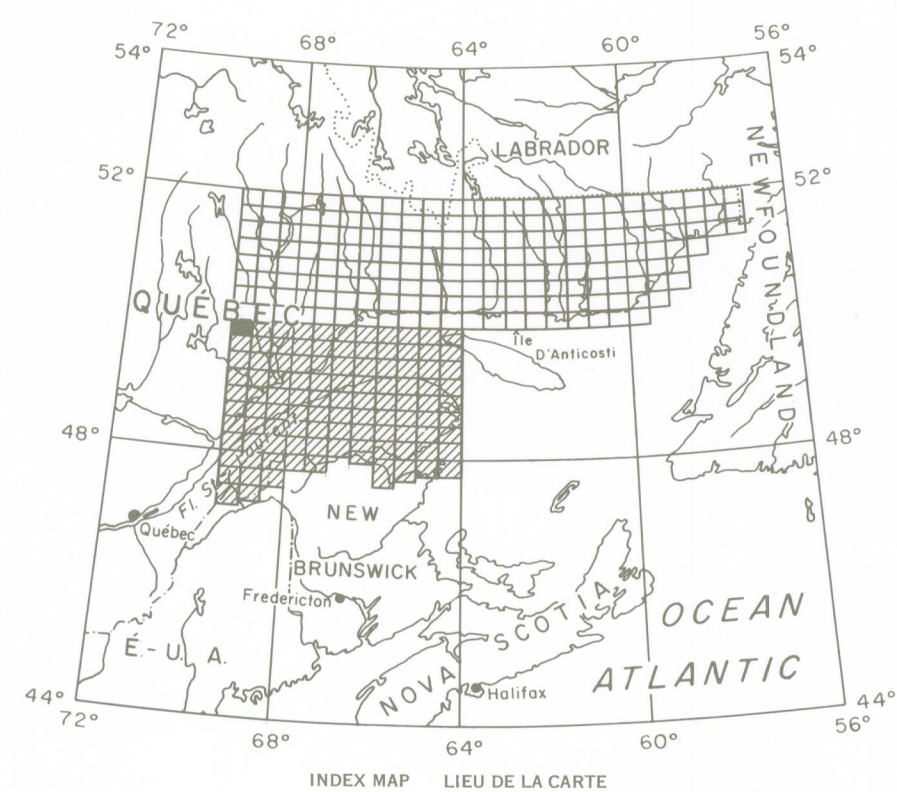 72° 68° 64° 60° 56°
54° 54°
LABRADOR
52° 52°
NEWFOUNDLAND
QUÉBEC
Île
D'Anticosti
48° 48°
Fl. St Laurent
NEW
Québec
BRUNSWICK
Fredericton
NOVA SCOTIA
OCEAN
É.-U. A.
ATLANTIC
Halifax
44° 44°
72° 68° 64° 60° 56°
INDEX MAP LIEU DE LA CARTE